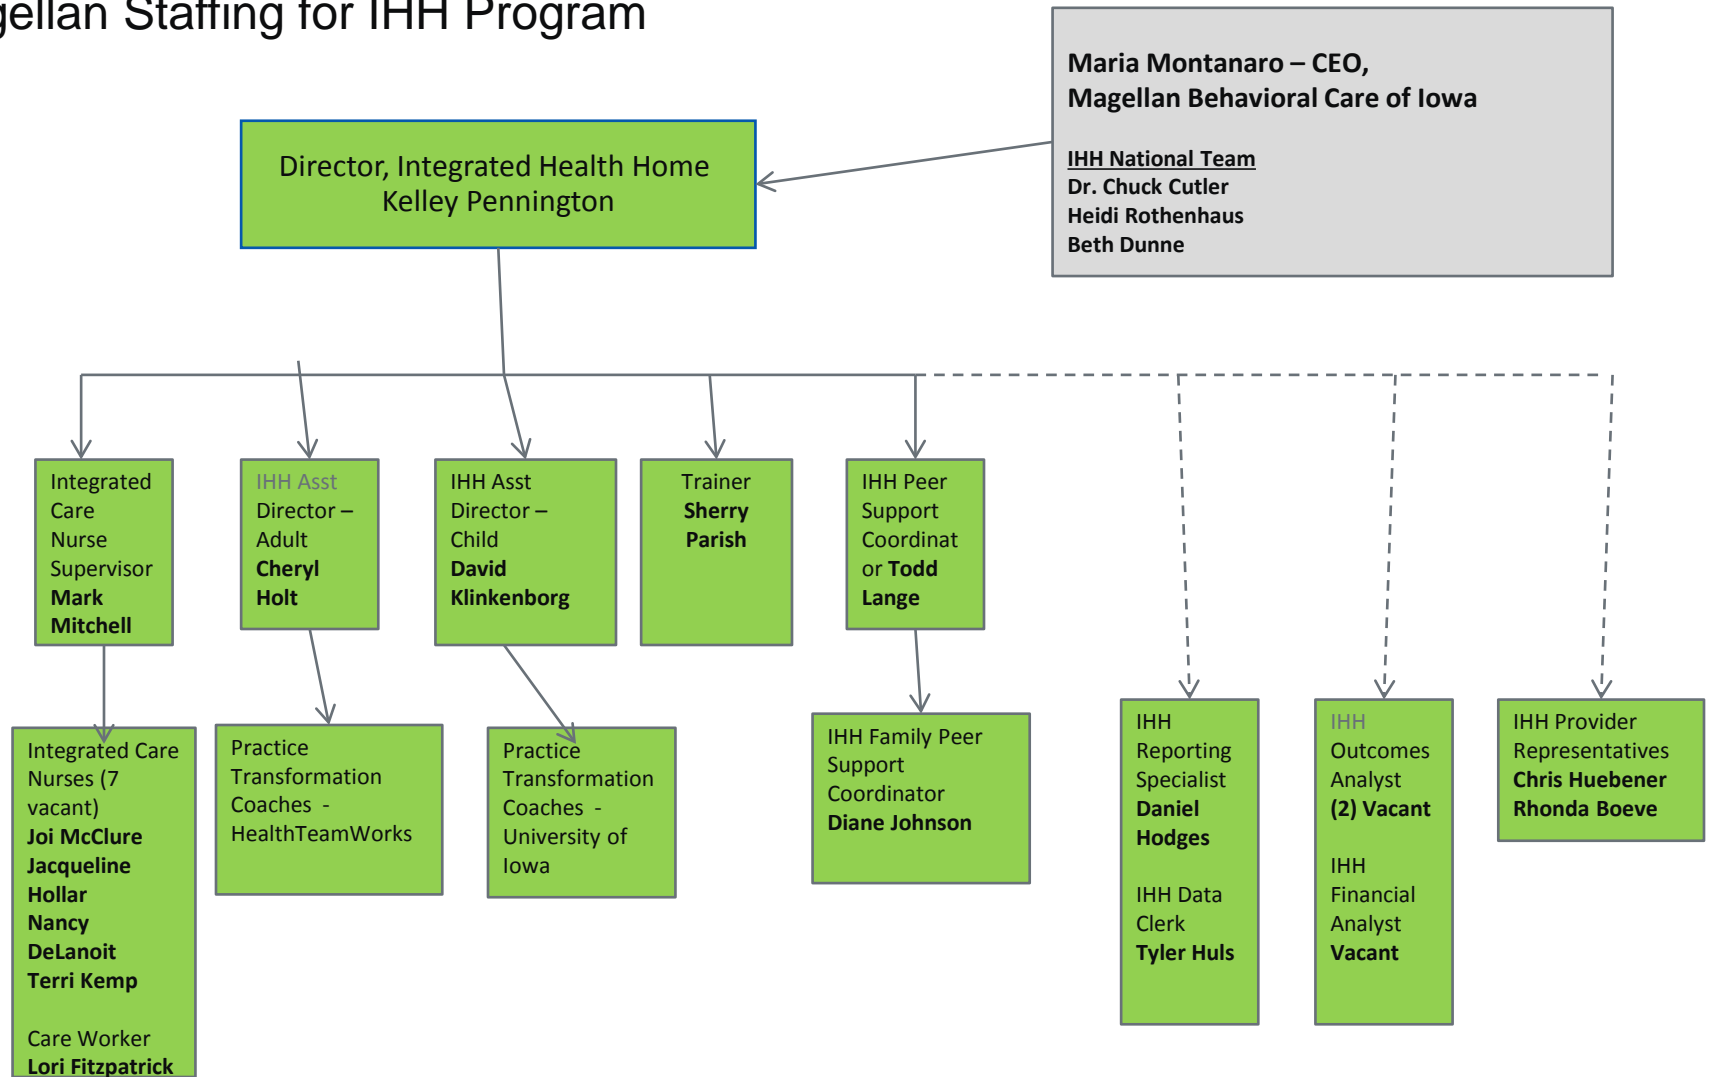 gellan Staffing for IHH Program
Maria Montanaro – CEO,
Magellan Behavioral Care of Iowa
IHH National Team
Dr. Chuck Cutler
Heidi Rothenhaus
Beth Dunne
Director, Integrated Health Home
Kelley Pennington
Integrated
Care
Nurse
Supervisor
Mark
Mitchell
IHH Asst
Director –
Adult
Cheryl
Holt
IHH Asst
Director –
Child
David
Klinkenborg
Trainer
Sherry
Parish
IHH Peer
Support
Coordinat
or Todd
Lange
Integrated Care
Nurses (7
vacant)
Joi McClure
Jacqueline
Hollar
Nancy
DeLanoit
Terri Kemp
Care Worker
Lori Fitzpatrick
Practice
Transformation
Coaches -
HealthTeamWorks
Practice
Transformation
Coaches -
University of
Iowa
IHH Family Peer
Support
Coordinator
Diane Johnson
IHH
Reporting
Specialist
Daniel
Hodges
IHH Data
Clerk
Tyler Huls
IHH
Outcomes
Analyst
(2) Vacant
IHH
Financial
Analyst
Vacant
IHH Provider
Representatives
Chris Huebener
Rhonda Boeve